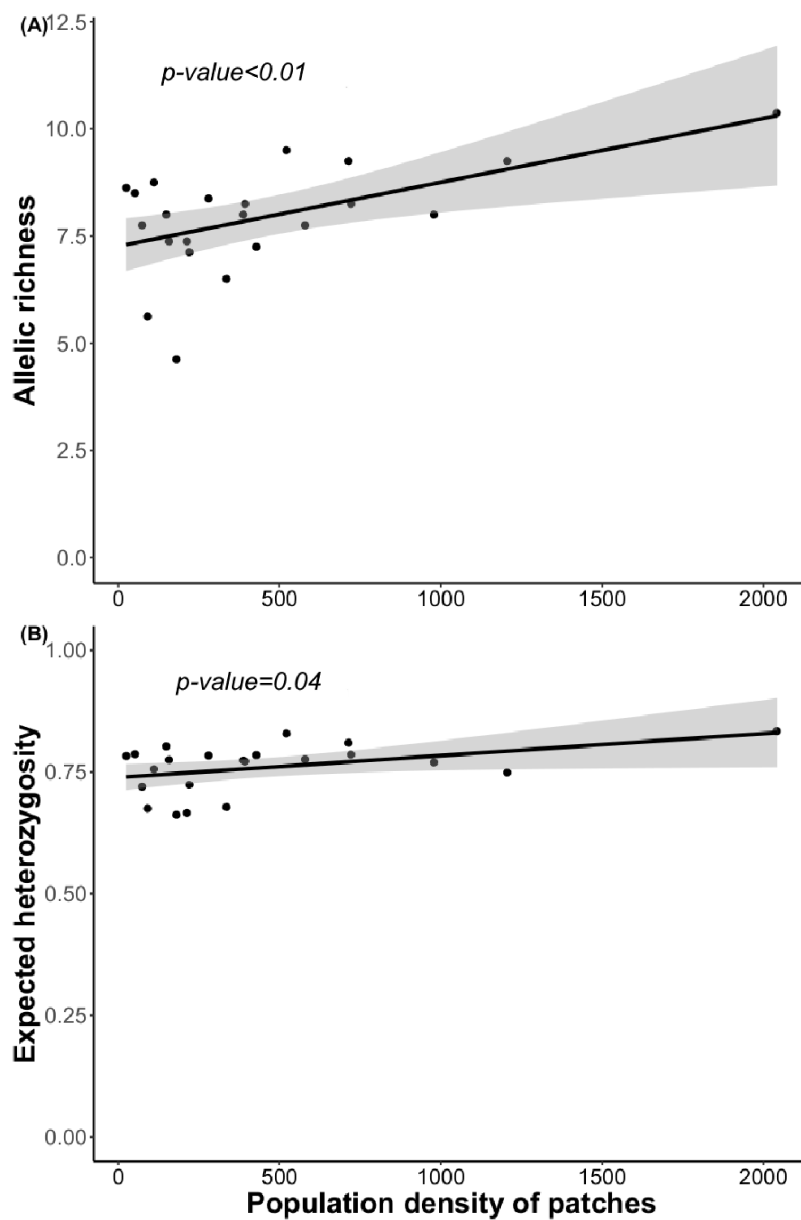 (A)
12.5
p-value<0.01
10.0
7.5
5.0
2.5
0.0
Allelic richness
0 500 1000 1500 2000
(B)
1.00
p-value=0.04
0.75
0.50
0.25
0.00
Expected heterozygosity
0 500 1000 1500 2000
Population density of patches